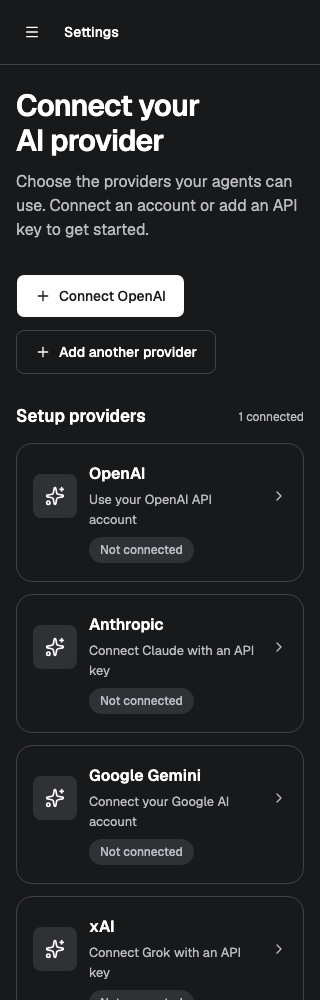 Settings
Connect your
AI provider
Choose the providers your agents can
use. Connect an account or add an API
key to get started.
Connect OpenAI
Add another provider
Setup providers
1 connected
OpenAI
Use your OpenAI API
account
Not connected
Anthropic
Connect Claude with an API
key
Not connected
Google Gemini
Connect your Google AI
account
Not connected
xAI
Connect Grok with an API
key